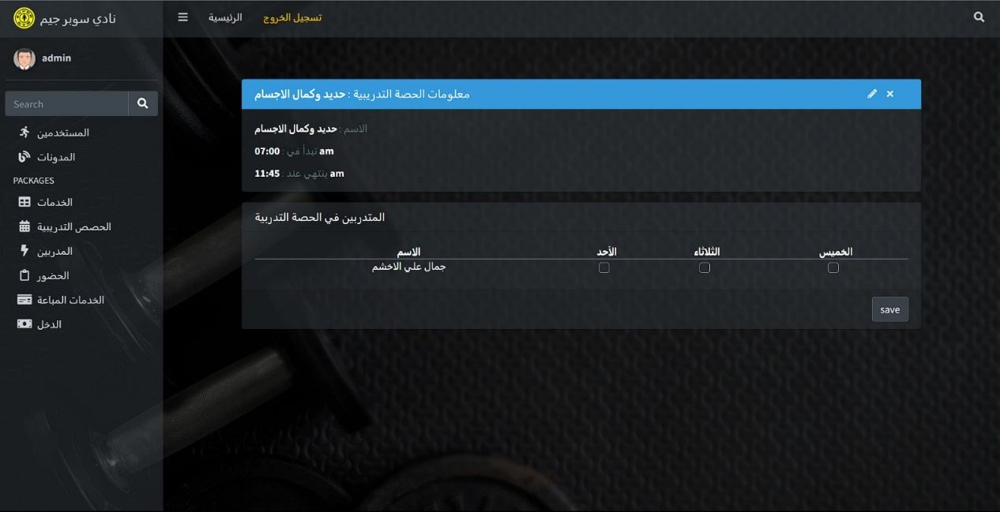 نادي سوبر جيم
الرئيسية
تسجيل الخروج
admin
Search
المستخدمين
المدونات
PACKAGES
الخدمات
الحصص التدريبية
المدربين
الحضور
الخدمات المباعة
الدخل
معلومات الحصة التدريبية : حديد وكمال الاجسام
الاسم : حديد وكمال الاجسام
07:00 : تبدأ في am
11:45 : ينتهي عند am
المتدربين في الحصة التدربية
الاسم الأحد الثلاثاء الخميس
جمال علي الاخشم
save